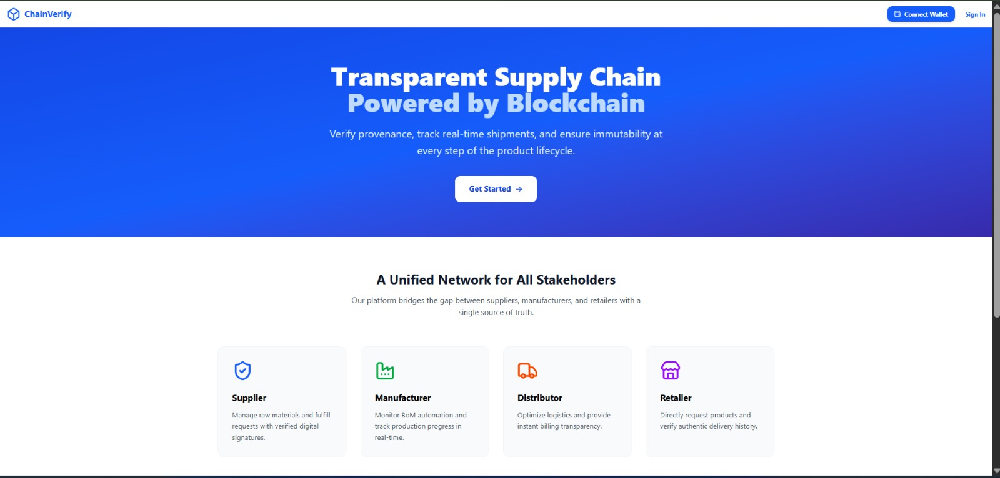 ChainVerify
Connect Wallet
Sign In
Transparent Supply Chain
Powered by Blockchain
Verify provenance, track real-time shipments, and ensure immutability at
every step of the product lifecycle.
Get Started →
A Unified Network for All Stakeholders
Our platform bridges the gap between suppliers, manufacturers, and retailers with a
single source of truth.
Supplier
Manage raw materials and fulfill
requests with verified digital
signatures.
Manufacturer
Monitor BoM automation and
track production progress in
real-time.
Distributor
Optimize logistics and provide
instant billing transparency.
Retailer
Directly request products and
verify authentic delivery history.